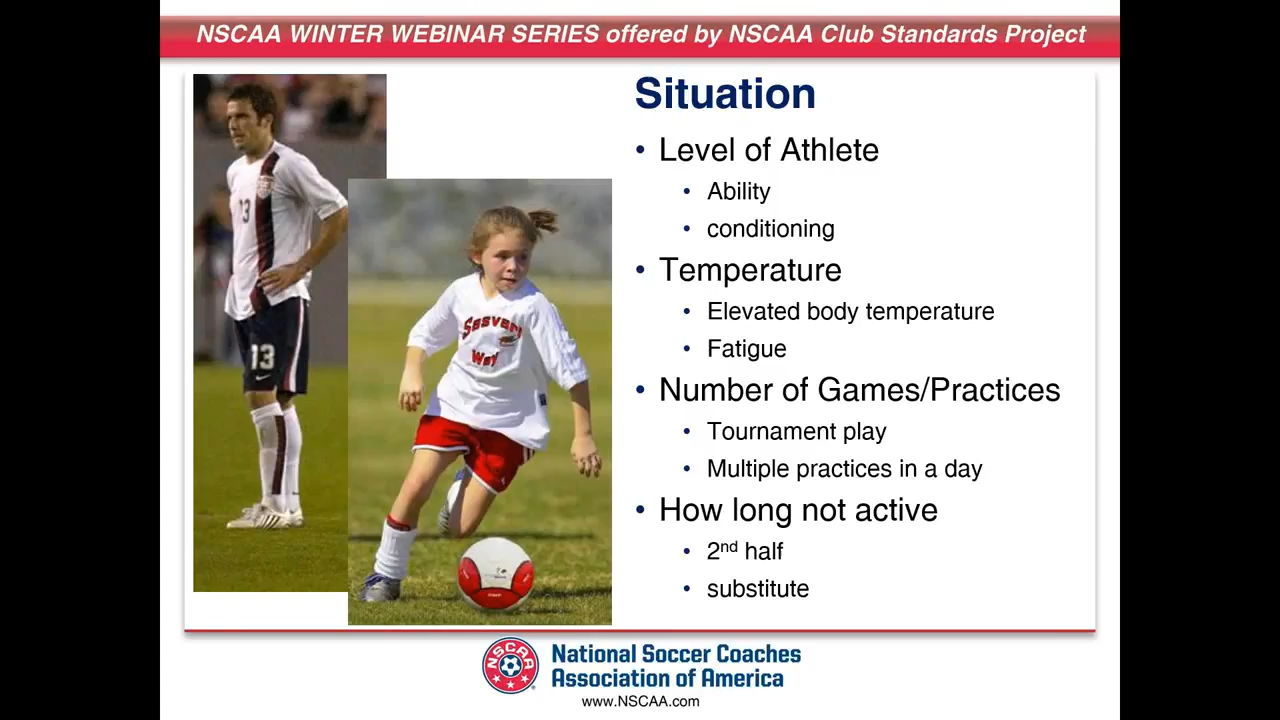 NSCAA WINTER WEBINAR SERIES offered by NSCAA Club Standards Project
Situation
• Level of Athlete
• Ability
• conditioning
• Temperature
• Elevated body temperature
• Fatigue
• Number of Games/Practices
• Tournament play
• Multiple practices in a day
• How long not active
• 2nd half
• substitute
13
13
Way
NSCAA
National Soccer Coaches
Association of America
www.NSCAA.com